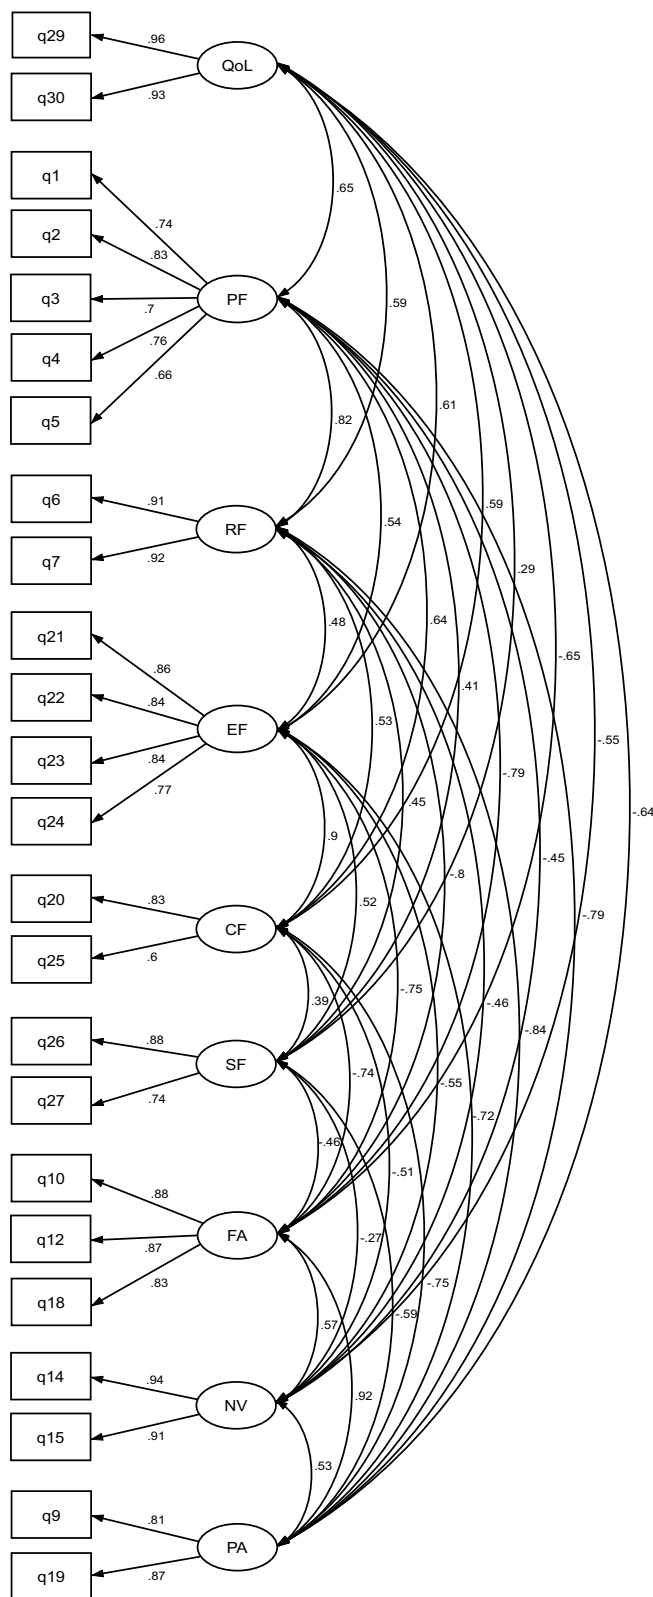 q29
.96
QoL
q30
.93
q1
.74
q2
.83
PF
q3
.7
q4
.76
q5
.66
.65
.59
.82
.61
q6
.91
RF
q7
.92
.54
.59
.29
q21
.86
.48
.64
.41
-.65
q22
.84
EF
.53
q23
.84
.79
q24
.77
-.79
-.55
.9
.45
-.8
-.45
-.64
q20
.83
CF
.52
-.79
q25
.6
.39
-.75
-.46
-.84
q26
.88
SF
-.74
-.55
q27
.74
-.72
-.46
q10
.88
-.51
q12
.87
FA
-.27
q18
.83
-.75
.57
-.59
q14
.94
NV
.92
q15
.91
.53
q9
.81
PA
q19
.87